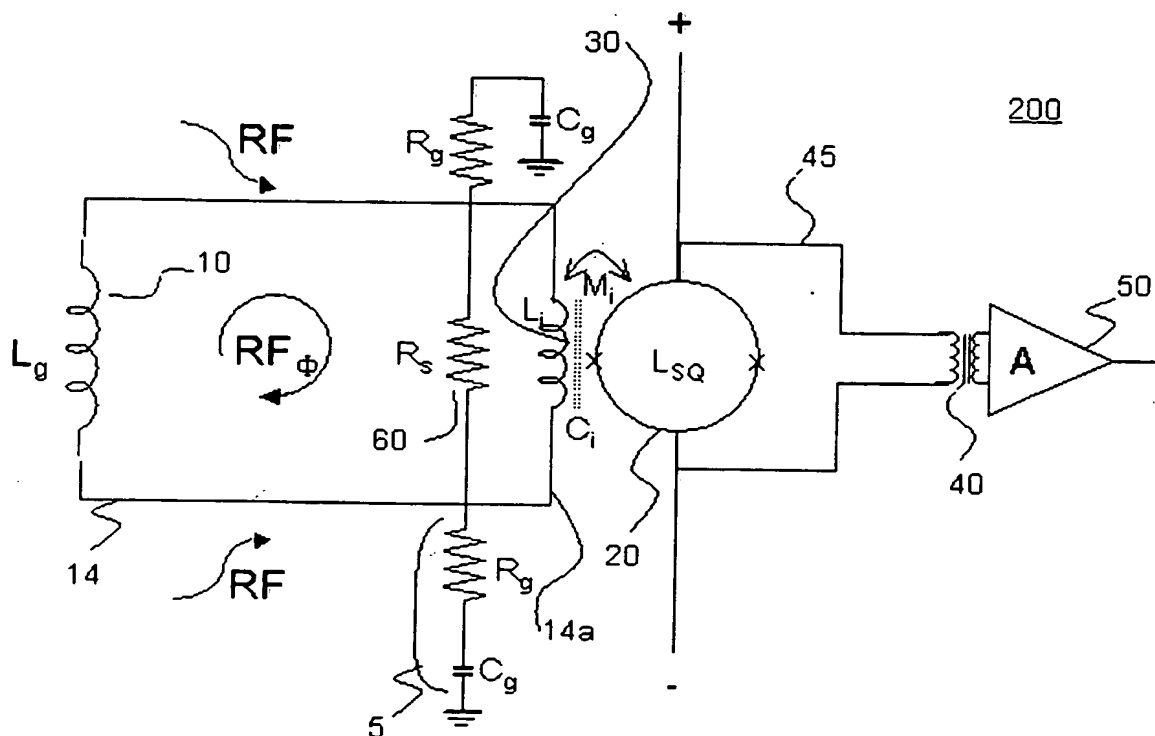 +
30
200
C_g
R_g
RF
45
10
M_i
50
L_i
L_g
RF_Φ
R_s
L_SQ
A
60
C_i
40
20
14
RF
R_g
14a
C_g
5
-